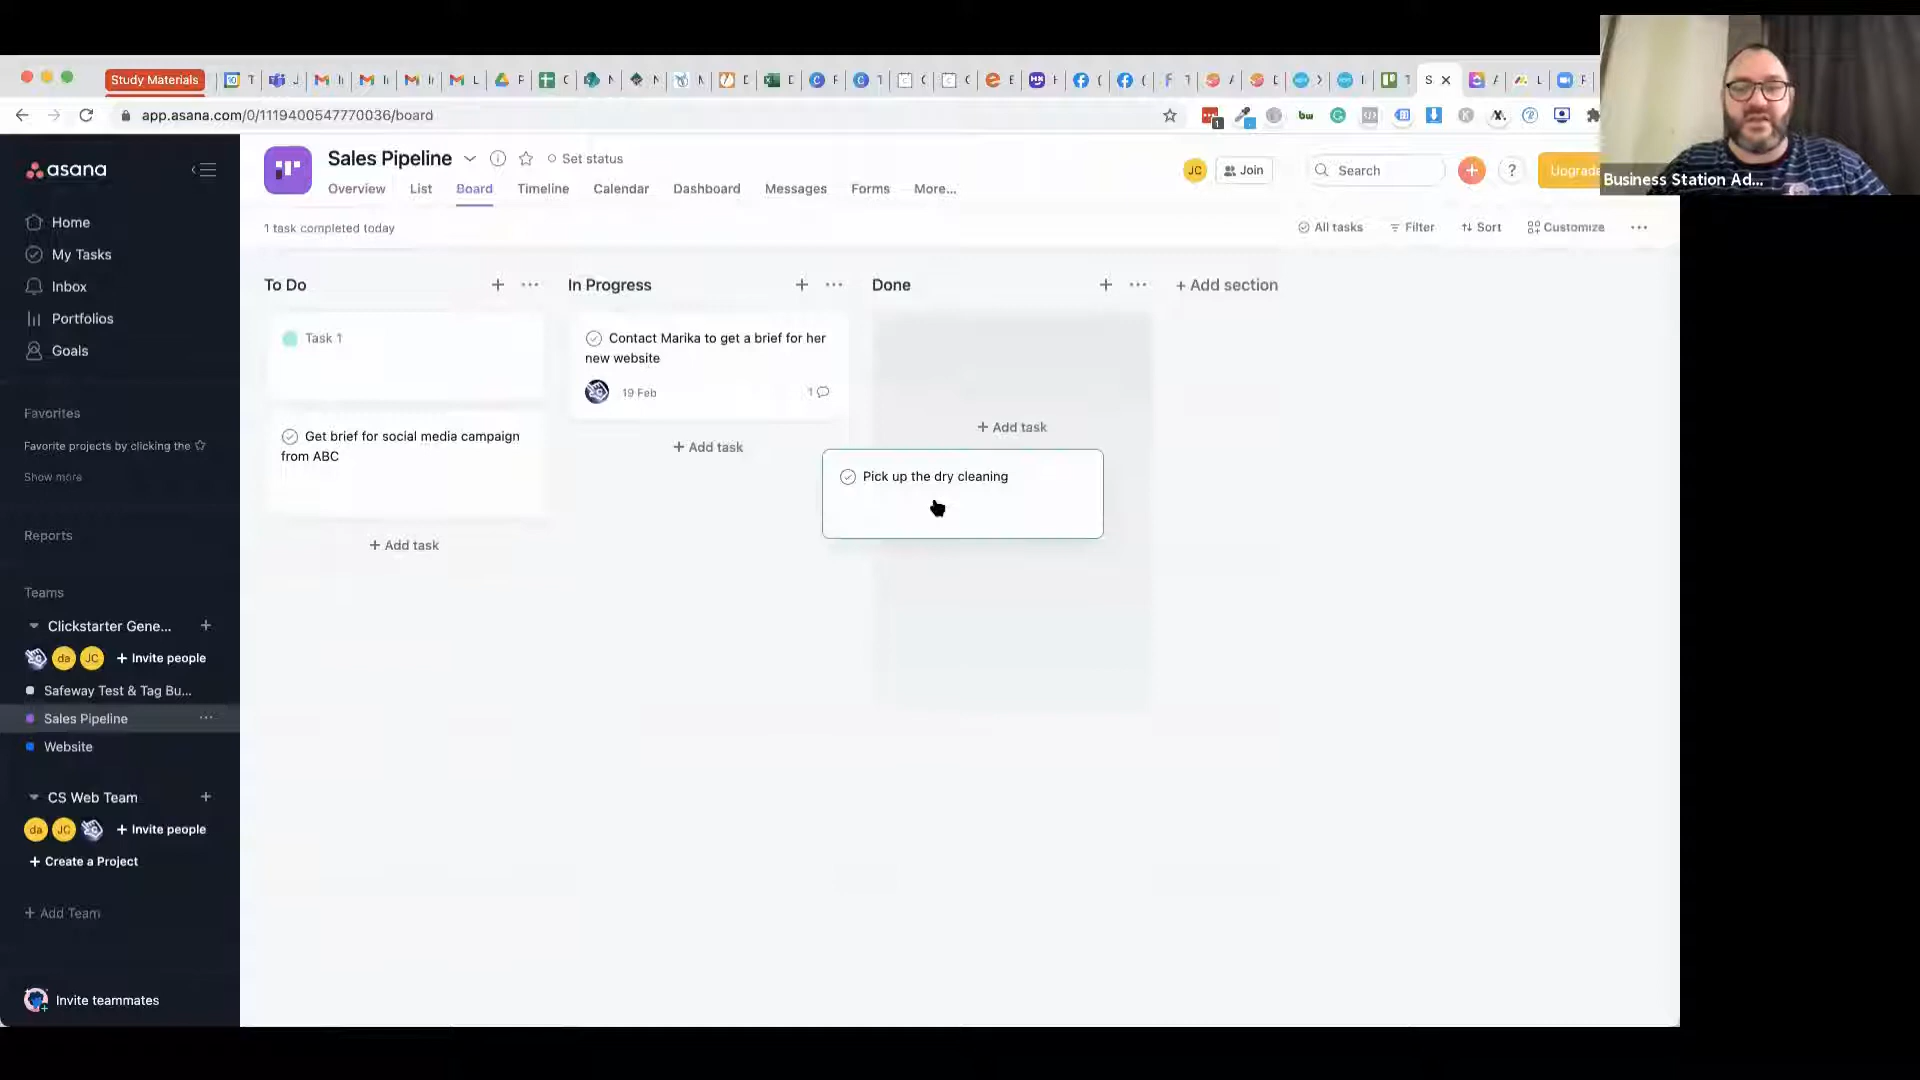 Study Materials
app.asana.com/0/1119400547770036/board
asana
Home
My Tasks
Inbox
Portfolios
Goals
Favorites
Favorite projects by clicking the
Show more
Reports
Teams
Clickstarter Gene...
da
JC
+ Invite people
Safeway Test & Tag Bu...
Sales Pipeline
Website
CS Web Team
da
JC
+ Invite people
+ Create a Project
+ Add Team
Invite teammates
Sales Pipeline
Set status
Overview
List
Board
Timeline
Calendar
Dashboard
Messages
Forms
More...
JC
Join
Search
?
Business Station Ad...
1 task completed today
All tasks
Filter
Sort
Customize
To Do
Task 1
Get brief for social media campaign
from ABC
+ Add task
In Progress
Contact Marika to get a brief for her
new website
19 Feb
1
+ Add task
Done
+ Add task
Pick up the dry cleaning
+ Add section